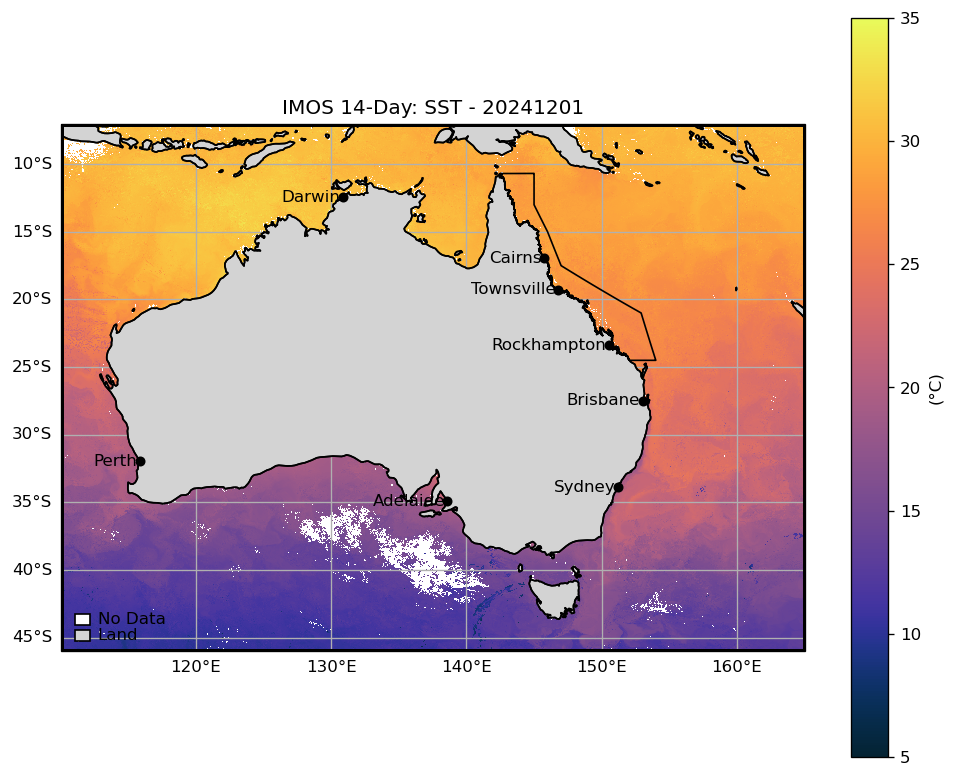 IMOS 14-Day: SST - 20241201
35
30
25
20
15
10
5
(°C)
10°S
15°S
20°S
25°S
30°S
35°S
40°S
45°S
Darwin
Cairns
Townsville
Rockhampton
Brisbane
Perth
Sydney
Adelaide
No Data
Land
120°E
130°E
140°E
150°E
160°E